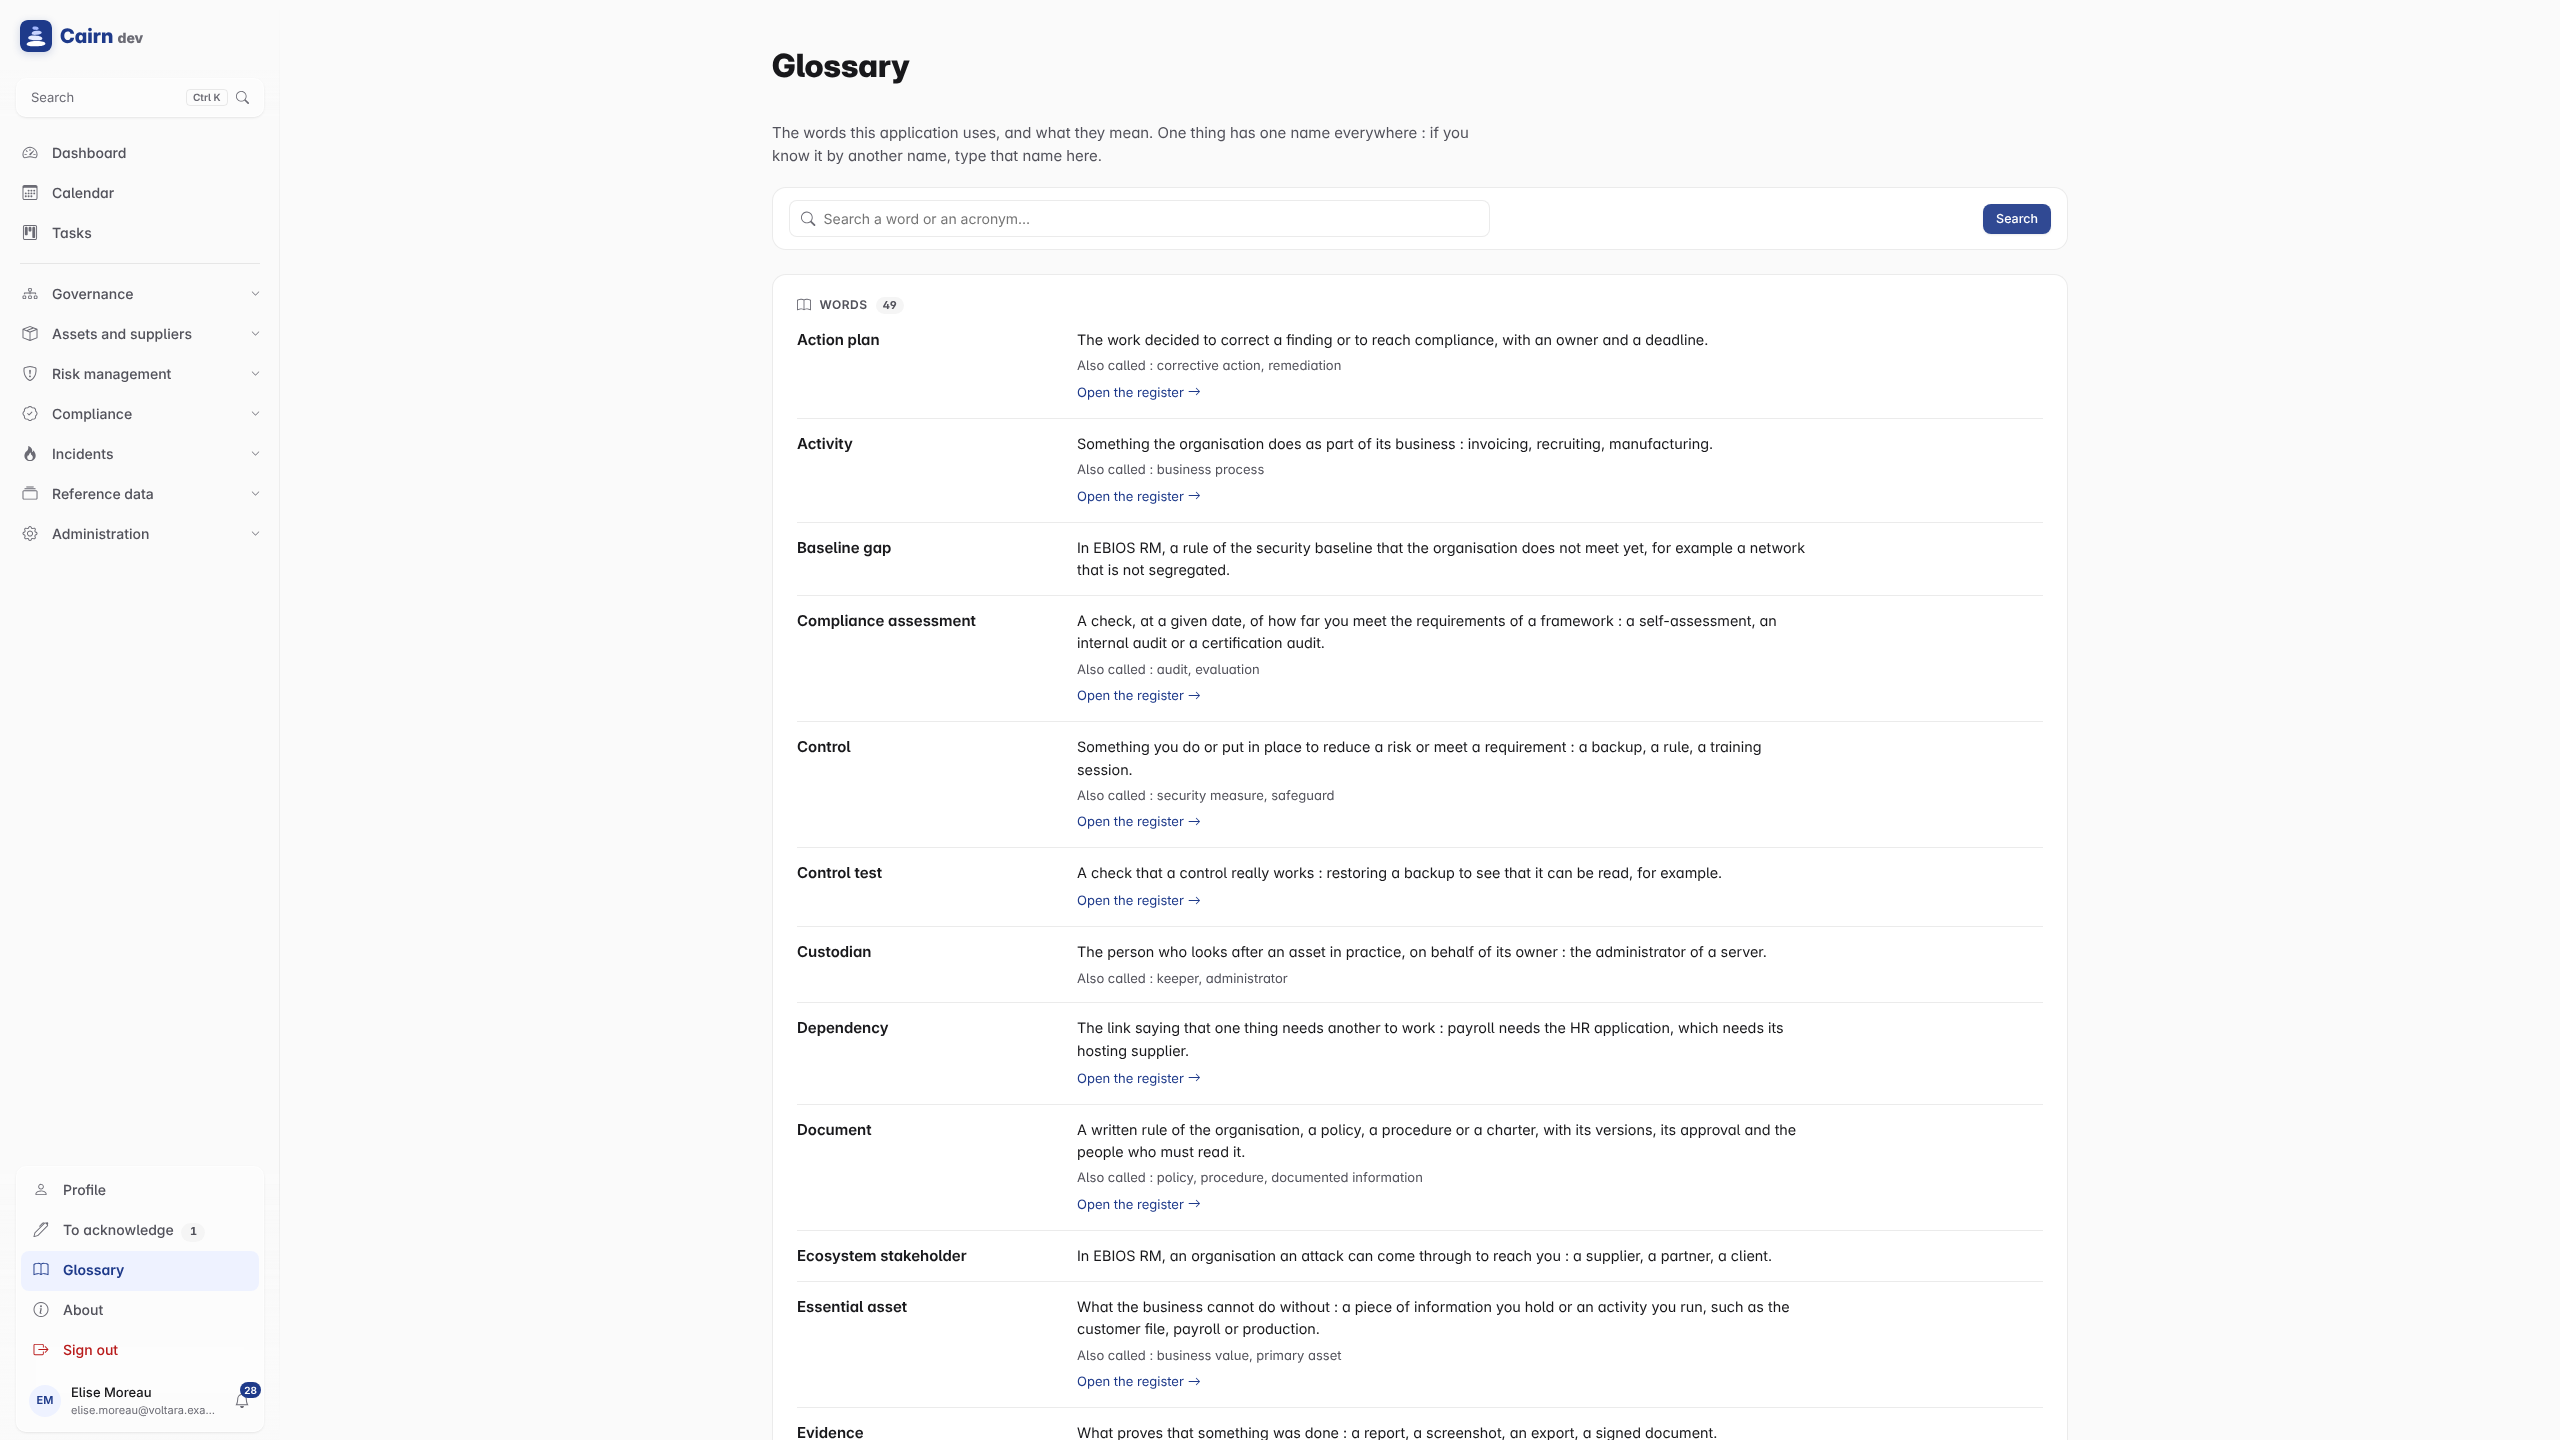 Cairn dev
Search Ctrl K
Dashboard
Calendar
Tasks
Governance
Assets and suppliers
Risk management
Compliance
Incidents
Reference data
Administration
Profile
To acknowledge 1
Glossary
About
Sign out
EM
Elise Moreau
elise.moreau@voltara.exa...
28
Glossary
The words this application uses, and what they mean. One thing has one name everywhere : if you
know it by another name, type that name here.
Search a word or an acronym...
Search
WORDS 49
Action plan
The work decided to correct a finding or to reach compliance, with an owner and a deadline.
Also called : corrective action, remediation
Open the register →
Activity
Something the organisation does as part of its business : invoicing, recruiting, manufacturing.
Also called : business process
Open the register →
Baseline gap
In EBIOS RM, a rule of the security baseline that the organisation does not meet yet, for example a network
that is not segregated.
Compliance assessment
A check, at a given date, of how far you meet the requirements of a framework : a self-assessment, an
internal audit or a certification audit.
Also called : audit, evaluation
Open the register →
Control
Something you do or put in place to reduce a risk or meet a requirement : a backup, a rule, a training
session.
Also called : security measure, safeguard
Open the register →
Control test
A check that a control really works : restoring a backup to see that it can be read, for example.
Open the register →
Custodian
The person who looks after an asset in practice, on behalf of its owner : the administrator of a server.
Also called : keeper, administrator
Dependency
The link saying that one thing needs another to work : payroll needs the HR application, which needs its
hosting supplier.
Open the register →
Document
A written rule of the organisation, a policy, a procedure or a charter, with its versions, its approval and the
people who must read it.
Also called : policy, procedure, documented information
Open the register →
Ecosystem stakeholder
In EBIOS RM, an organisation an attack can come through to reach you : a supplier, a partner, a client.
Essential asset
What the business cannot do without : a piece of information you hold or an activity you run, such as the
customer file, payroll or production.
Also called : business value, primary asset
Open the register →
Evidence
What proves that something was done : a report, a screenshot, an export, a signed document.